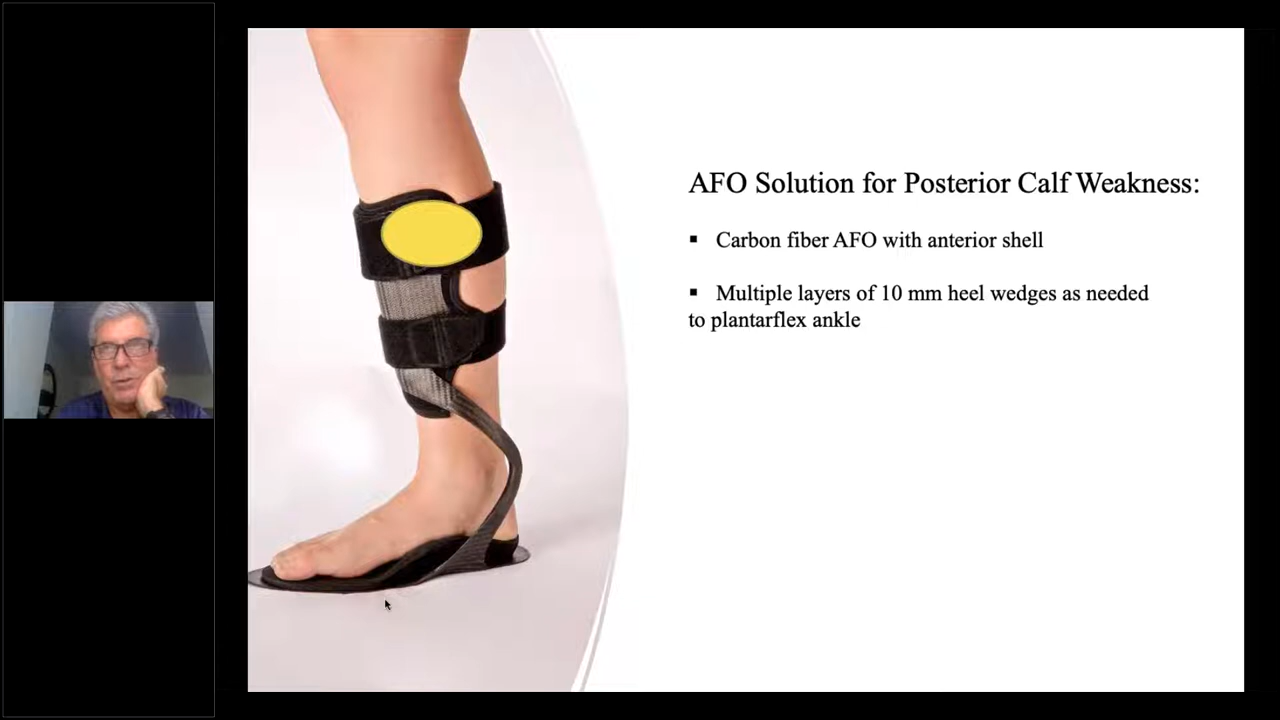 AFO Solution for Posterior Calf Weakness:
▪ Carbon fiber AFO with anterior shell
▪ Multiple layers of 10 mm heel wedges as needed
to plantarflex ankle